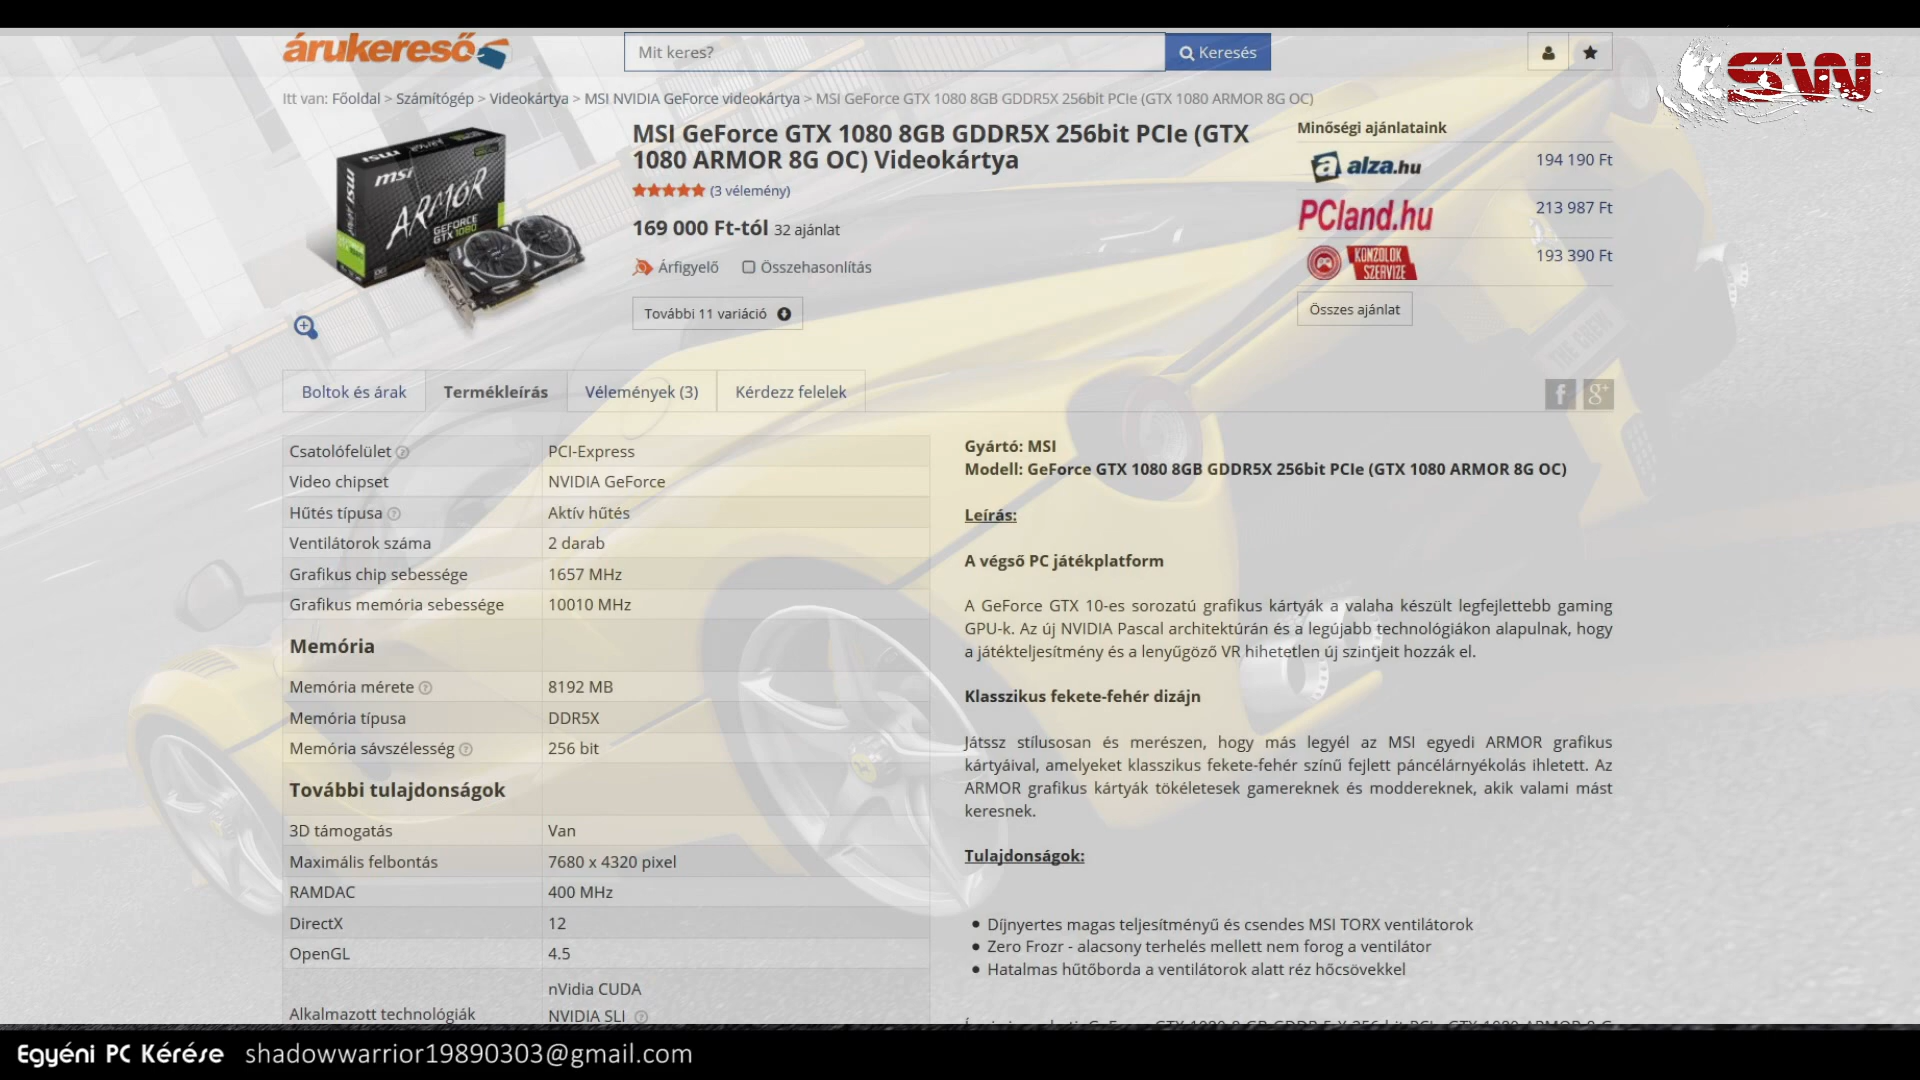 árukereső
Mit keres?
Keresés
SW
Itt van: Főoldal > Számítógép > Videokártya > MSI NVIDIA GeForce videokártya > MSI GeForce GTX 1080 8GB GDDR5X 256bit PCIe (GTX 1080 ARMOR 8G OC)
msi
ARMOR
GEFORCE
GTX 1080
MSI GeForce GTX 1080 8GB GDDR5X 256bit PCIe (GTX
1080 ARMOR 8G OC) Videokártya
(3 vélemény)
169 000 Ft-tól 32 ajánlat
Árfigyelő Összehasonlítás
További 11 variáció
Minőségi ajánlataink
alza.hu 194 190 Ft
PCland.hu 213 987 Ft
KONZOLOK
SZERVIZE 193 390 Ft
Összes ajánlat
THE CREW
Boltok és árak Termékleírás Vélemények (3) Kérdezz felelek
f g+
Csatolófelület PCI-Express
Video chipset NVIDIA GeForce
Hűtés típusa Aktív hűtés
Ventilátorok száma 2 darab
Grafikus chip sebessége 1657 MHz
Grafikus memória sebessége 10010 MHz
Memória
Memória mérete 8192 MB
Memória típusa DDR5X
Memória sávszélesség 256 bit
További tulajdonságok
3D támogatás Van
Maximális felbontás 7680 x 4320 pixel
RAMDAC 400 MHz
DirectX 12
OpenGL 4.5
nVidia CUDA
Alkalmazott technológiák NVIDIA SLI
Gyártó: MSI
Modell: GeForce GTX 1080 8GB GDDR5X 256bit PCIe (GTX 1080 ARMOR 8G OC)
Leírás:
A végső PC játékplatform
A GeForce GTX 10-es sorozatú grafikus kártyák a valaha készült legfejlettebb gaming
GPU-k. Az új NVIDIA Pascal architektúrán és a legújabb technológiákon alapulnak, hogy
a játékteljesítmény és a lenyűgöző VR hihetetlen új szintjeit hozzák el.
Klasszikus fekete-fehér dizájn
Játssz stílusosan és merészen, hogy más legyél az MSI egyedi ARMOR grafikus
kártyáival, amelyeket klasszikus fekete-fehér színű fejlett páncélárnyékolás ihletett. Az
ARMOR grafikus kártyák tökéletesek gamereknek és moddereknek, akik valami mást
keresnek.
Tulajdonságok:
• Díjnyertes magas teljesítményű és csendes MSI TORX ventilátorok
• Zero Frozr - alacsony terhelés mellett nem forog a ventilátor
• Hatalmas hűtőborda a ventilátorok alatt réz hőcsövekkel
Egyéni PC Kérése shadowwarrior19890303@gmail.com